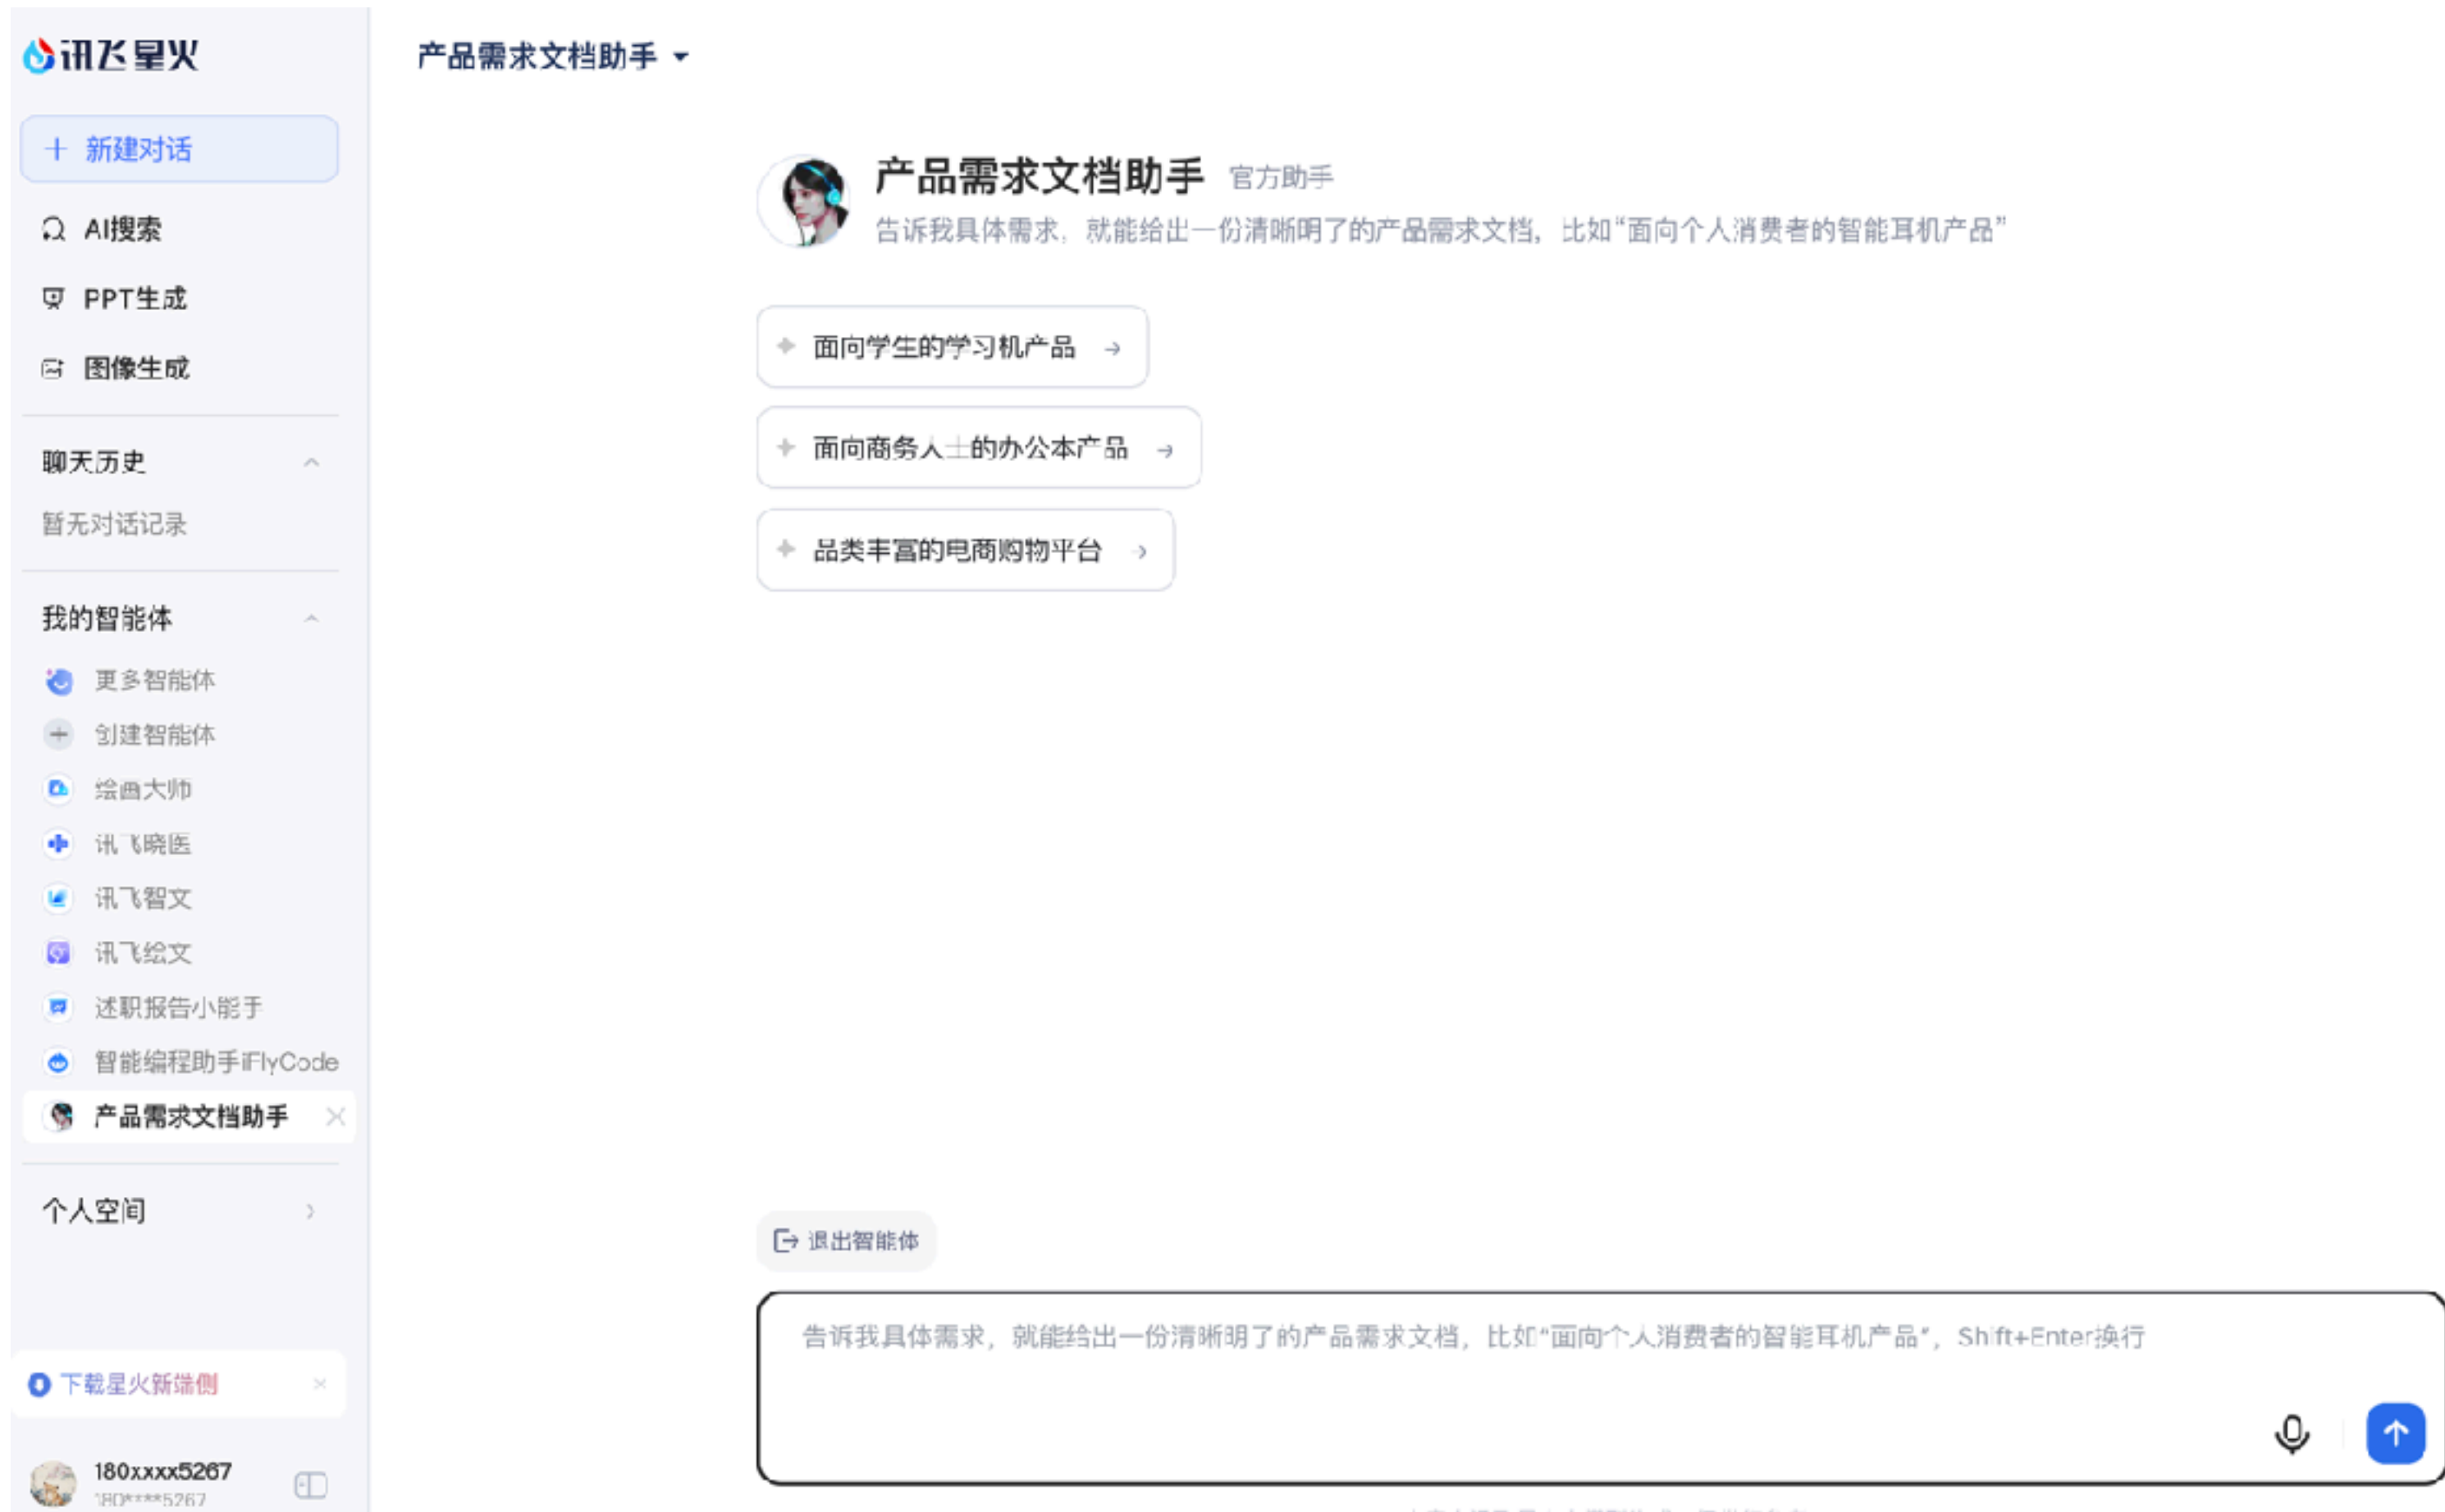 讯飞星火
新建对话
AI搜索
PPT生成
图像生成
聊天历史
暂无对话记录
我的智能体
更多智能体
创建智能体
绘画大师
讯飞晓医
讯飞智文
讯飞绘文
述职报告小能手
智能编程助手iFlyCode
产品需求文档助手
个人空间
下载星火新端侧
180xxxx5267
180****5267
产品需求文档助手
产品需求文档助手 官方助手
告诉我具体需求，就能给出一份清晰明了的产品需求文档，比如“面向个人消费者的智能耳机产品”
面向学生的学习机产品
面向商务人士的办公本产品
品类丰富的电商购物平台
退出智能体
告诉我具体需求，就能给出一份清晰明了的产品需求文档，比如“面向个人消费者的智能耳机产品”，Shift+Enter换行